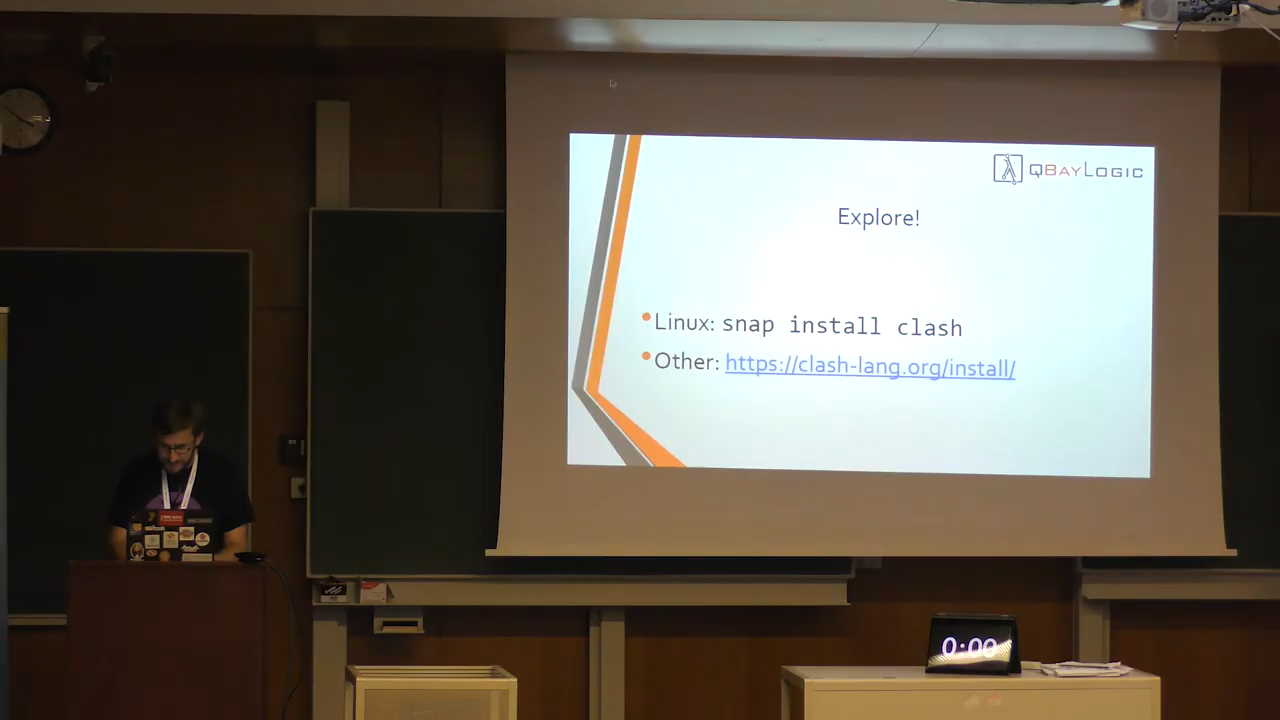 QBAYLOGIC
Explore!
Linux: snap install clash
Other: https://clash-lang.org/install/
0:00